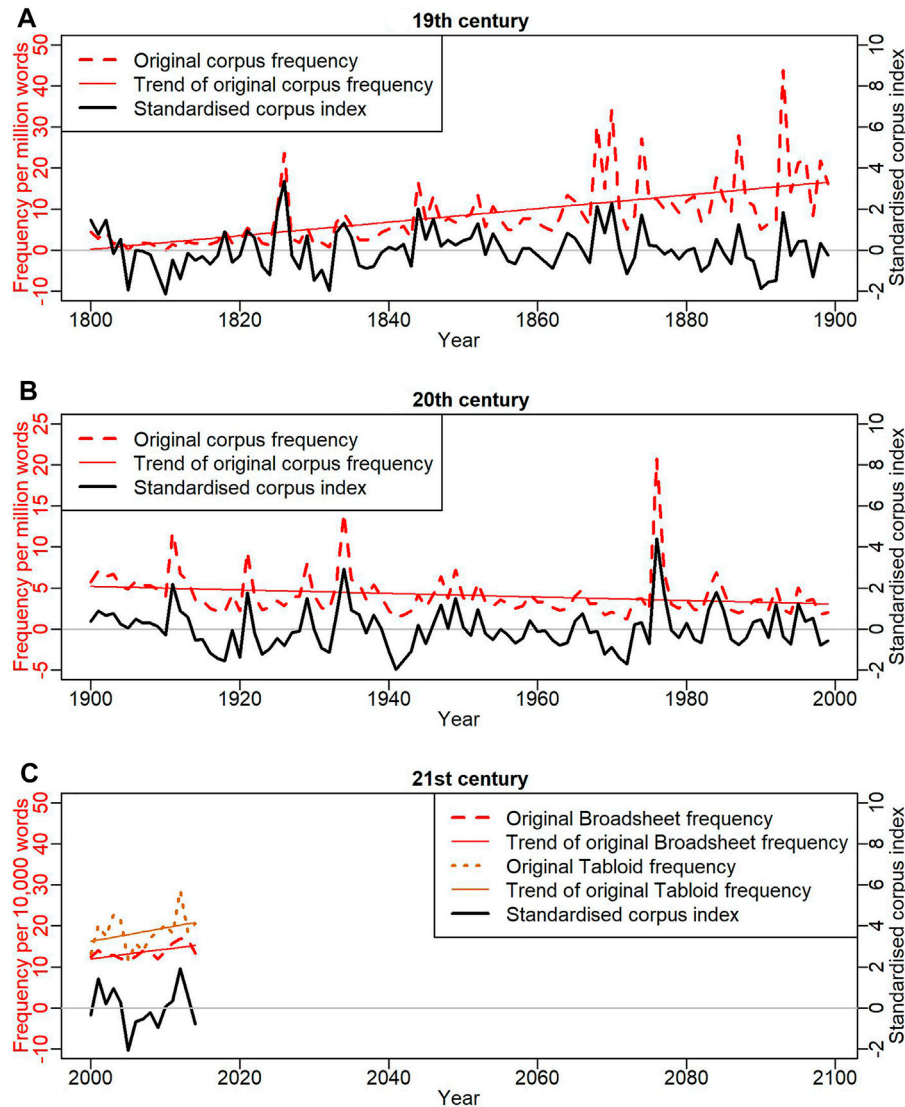 A
19th century
Original corpus frequency
Trend of original corpus frequency
Standardised corpus index
Frequency per million words
-10 0 10 20 30 40 50
Standardised corpus index
-2 0 2 4 6 8 10
1800 1820 1840 1860 1880 1900
Year
B
20th century
Original corpus frequency
Trend of original corpus frequency
Standardised corpus index
Frequency per million words
-5 0 5 10 15 20 25
Standardised corpus index
-2 0 2 4 6 8 10
1900 1920 1940 1960 1980 2000
Year
C
21st century
Original Broadsheet frequency
Trend of original Broadsheet frequency
Original Tabloid frequency
Trend of original Tabloid frequency
Standardised corpus index
Frequency per 10,000 words
-10 0 10 20 30 40 50
Standardised corpus index
-2 0 2 4 6 8 10
2000 2020 2040 2060 2080 2100
Year